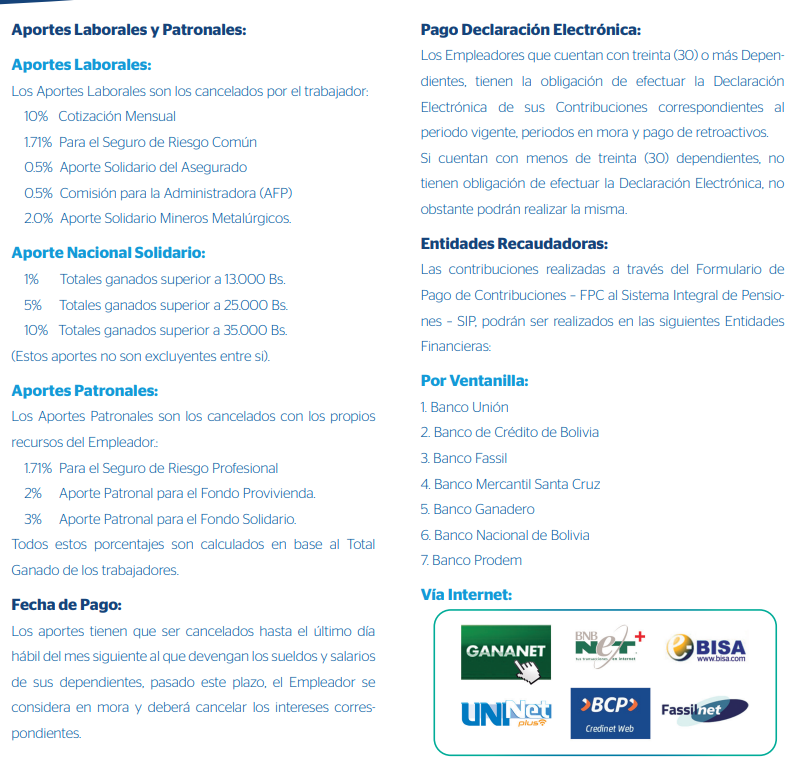 Aportes Laborales y Patronales:
Aportes Laborales:
Los Aportes Laborales son los cancelados por el trabajador:
10% Cotización Mensual
1.71% Para el Seguro de Riesgo Común
0.5% Aporte Solidario del Asegurado
0.5% Comisión para la Administradora (AFP)
2.0% Aporte Solidario Mineros Metalúrgicos.
Aporte Nacional Solidario:
1% Totales ganados superior a 13.000 Bs.
5% Totales ganados superior a 25.000 Bs.
10% Totales ganados superior a 35.000 Bs.
(Estos aportes no son excluyentes entre si).
Aportes Patronales:
Los Aportes Patronales son los cancelados con los propios
recursos del Empleador.:
1.71% Para el Seguro de Riesgo Profesional
2% Aporte Patronal para el Fondo Provivienda.
3% Aporte Patronal para el Fondo Solidario.
Todos estos porcentajes son calculados en base al Total
Ganado de los trabajadores.
Fecha de Pago:
Los aportes tienen que ser cancelados hasta el último día
hábil del mes siguiente al que devengan los sueldos y salarios
de sus dependientes, pasado este plazo, el Empleador se
considera en mora y deberá cancelar los intereses corres-
pondientes.
Pago Declaración Electrónica:
Los Empleadores que cuentan con treinta (30) o más Depen-
dientes, tienen la obligación de efectuar la Declaración
Electrónica de sus Contribuciones correspondientes al
periodo vigente, periodos en mora y pago de retroactivos.
Si cuentan con menos de treinta (30) dependientes, no
tienen obligación de efectuar la Declaración Electrónica, no
obstante podrán realizar la misma.
Entidades Recaudadoras:
Las contribuciones realizadas a través del Formulario de
Pago de Contribuciones – FPC al Sistema Integral de Pensio-
nes – SIP, podrán ser realizados en las siguientes Entidades
Financieras:
Por Ventanilla:
1. Banco Unión
2. Banco de Crédito de Bolivia
3. Banco Fassil
4. Banco Mercantil Santa Cruz
5. Banco Ganadero
6. Banco Nacional de Bolivia
7. Banco Prodem
Vía Internet:
GANANET
BNB
NET+
tus transacciones en internet
BISA
www.bisa.com
UNINet
plus
BCP
Credinet Web
Fassilnet